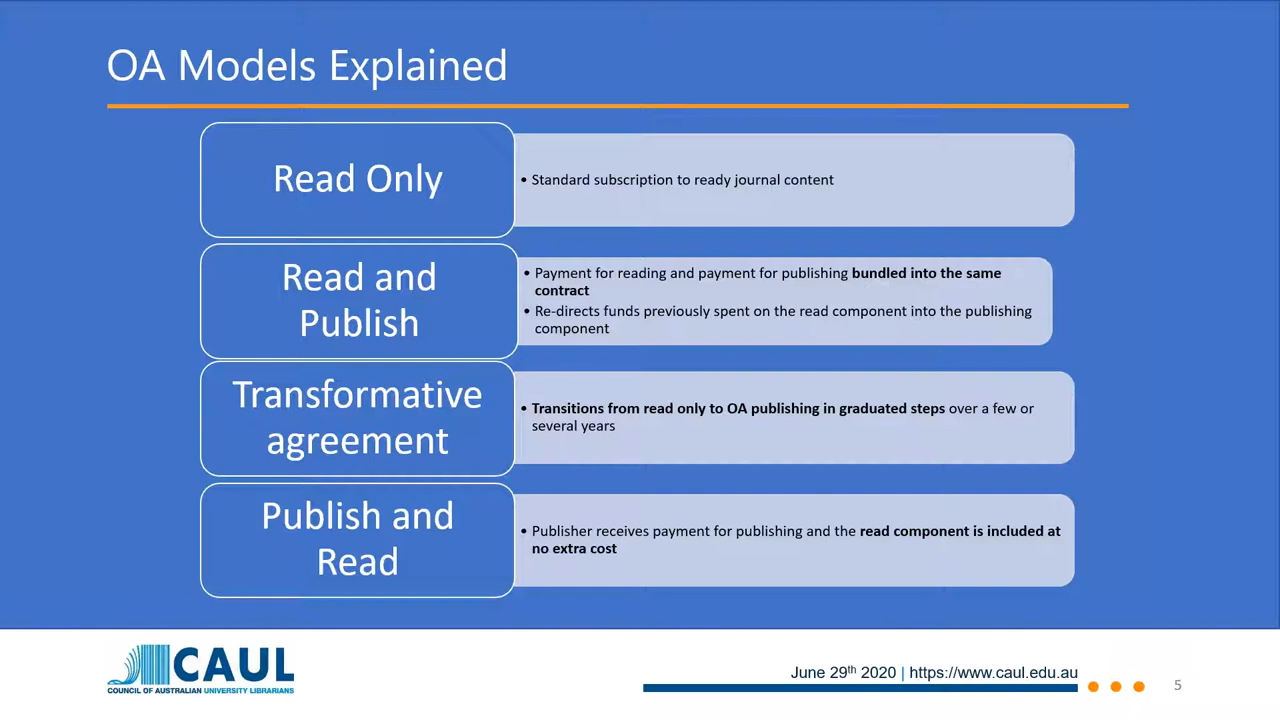 OA Models Explained
Read Only
• Standard subscription to ready journal content
Read and
Publish
• Payment for reading and payment for publishing bundled into the same
contract
• Re-directs funds previously spent on the read component into the publishing
component
Transformative
agreement
• Transitions from read only to OA publishing in graduated steps over a few or
several years
Publish and
Read
• Publisher receives payment for publishing and the read component is included at
no extra cost
CAUL
COUNCIL OF AUSTRALIAN UNIVERSITY LIBRARIANS
June 29th 2020 | https://www.caul.edu.au
5